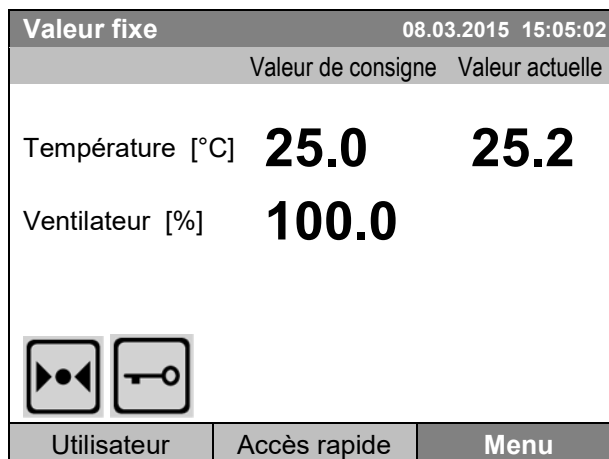 Valeur fixe 08.03.2015 15:05:02
Valeur de consigne Valeur actuelle
Température [°C] 25.0 25.2
Ventilateur [%] 100.0
Utilisateur Accès rapide Menu